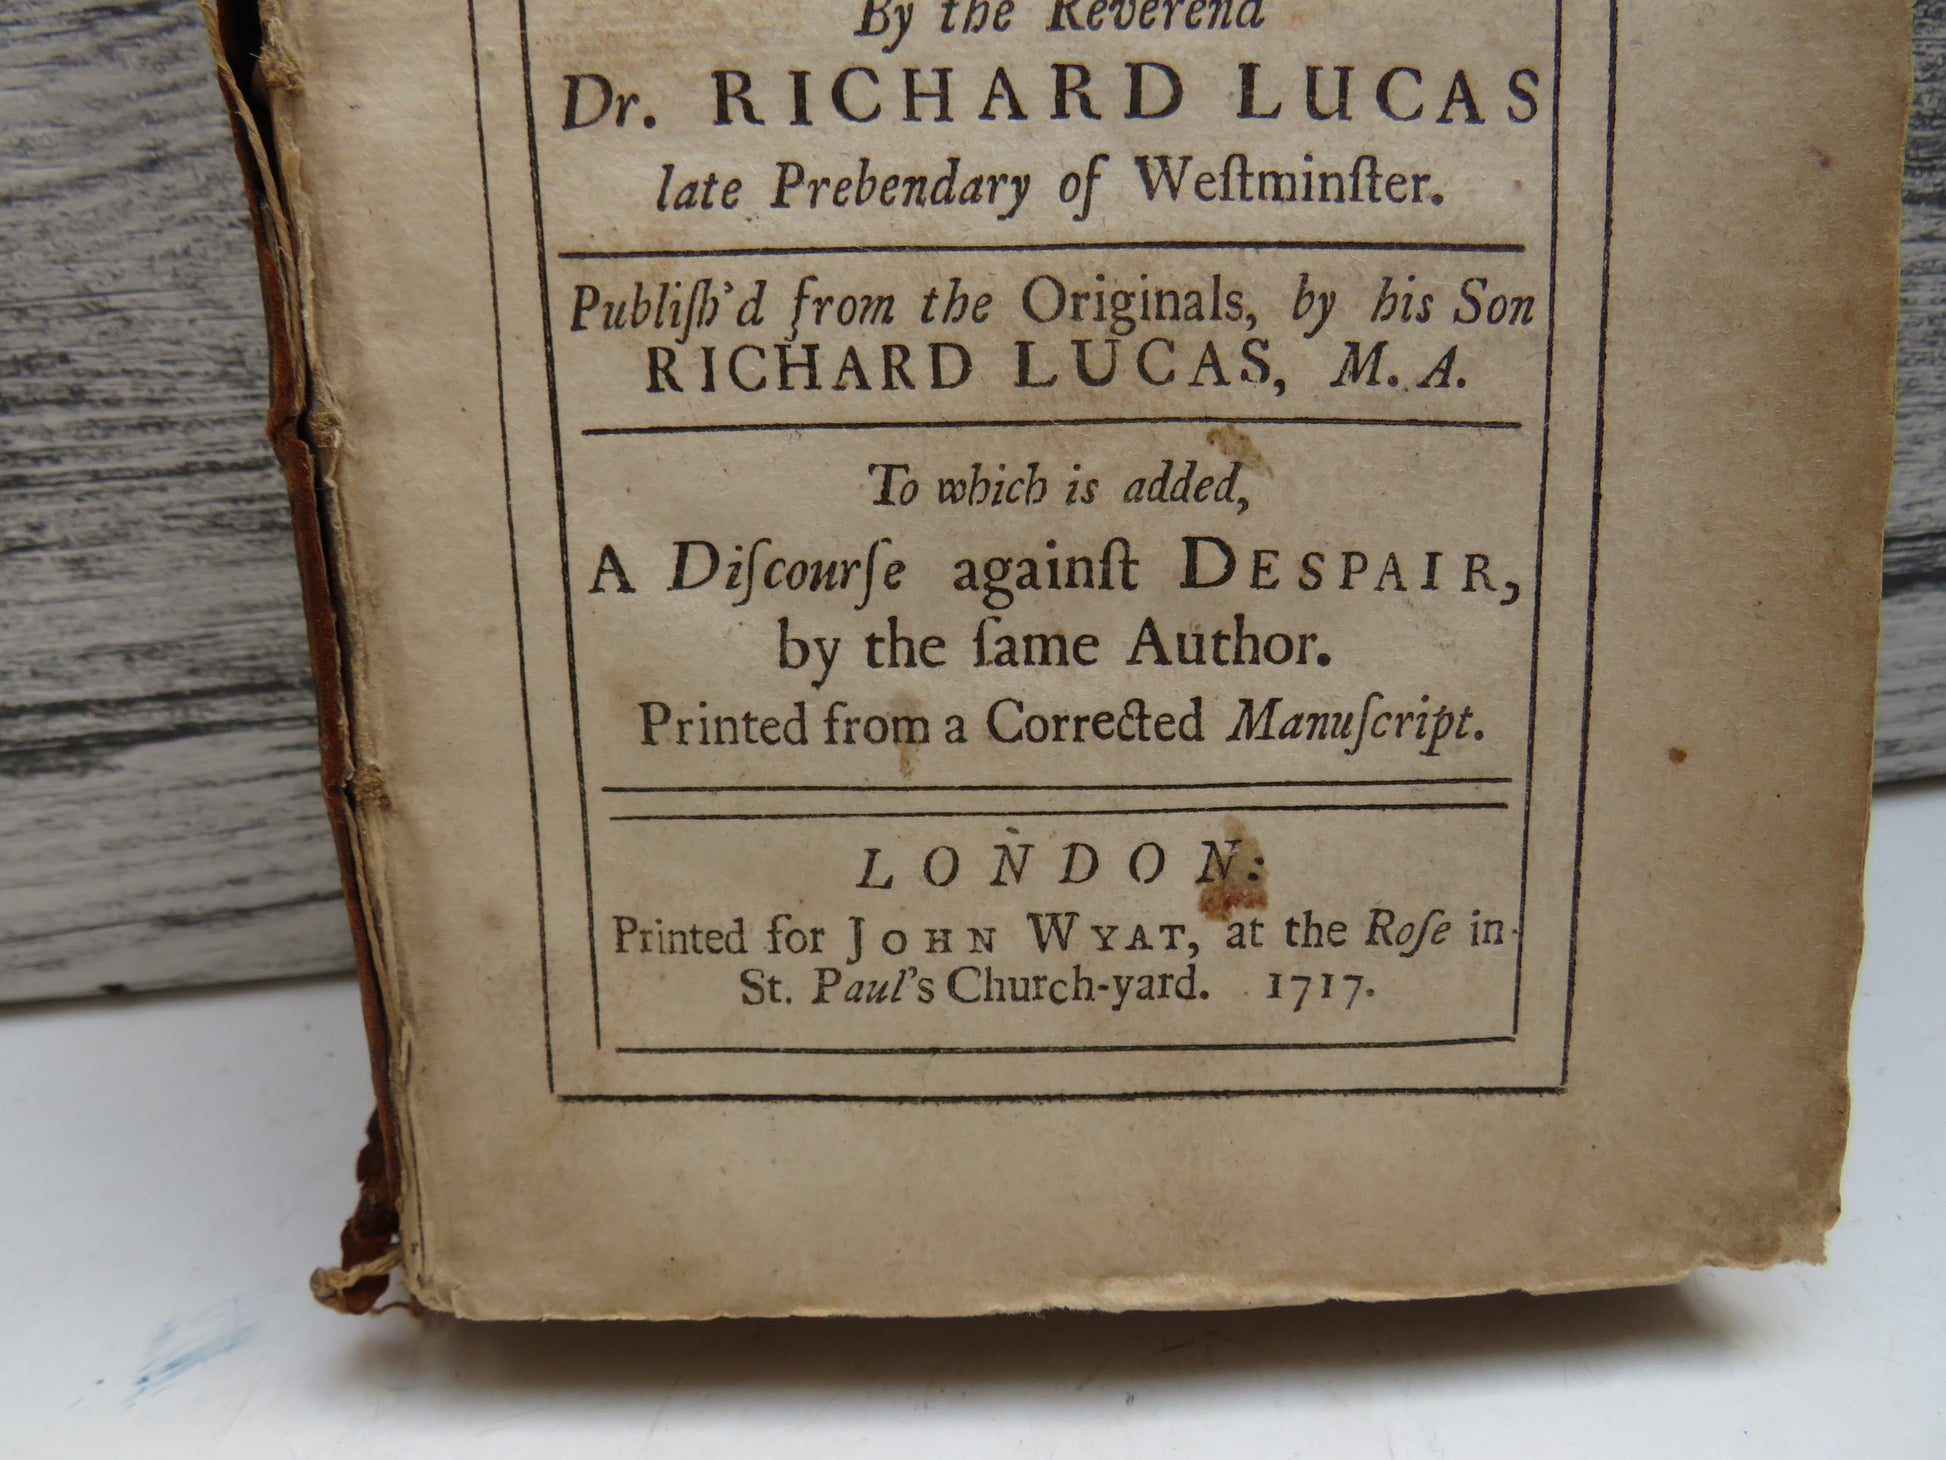 By the Reverend
Dr. RICHARD LUCAS
late Prebendary of Weſtminſter.
Publiſh'd from the Originals, by his Son
RICHARD LUCAS, M. A.
To which is added,
A Diſcourſe againſt DESPAIR,
by the ſame Author.
Printed from a Corrected Manuſcript.
LONDON:
Printed for JOHN WYAT, at the Roſe in
St. Paul's Church-yard. 1717.